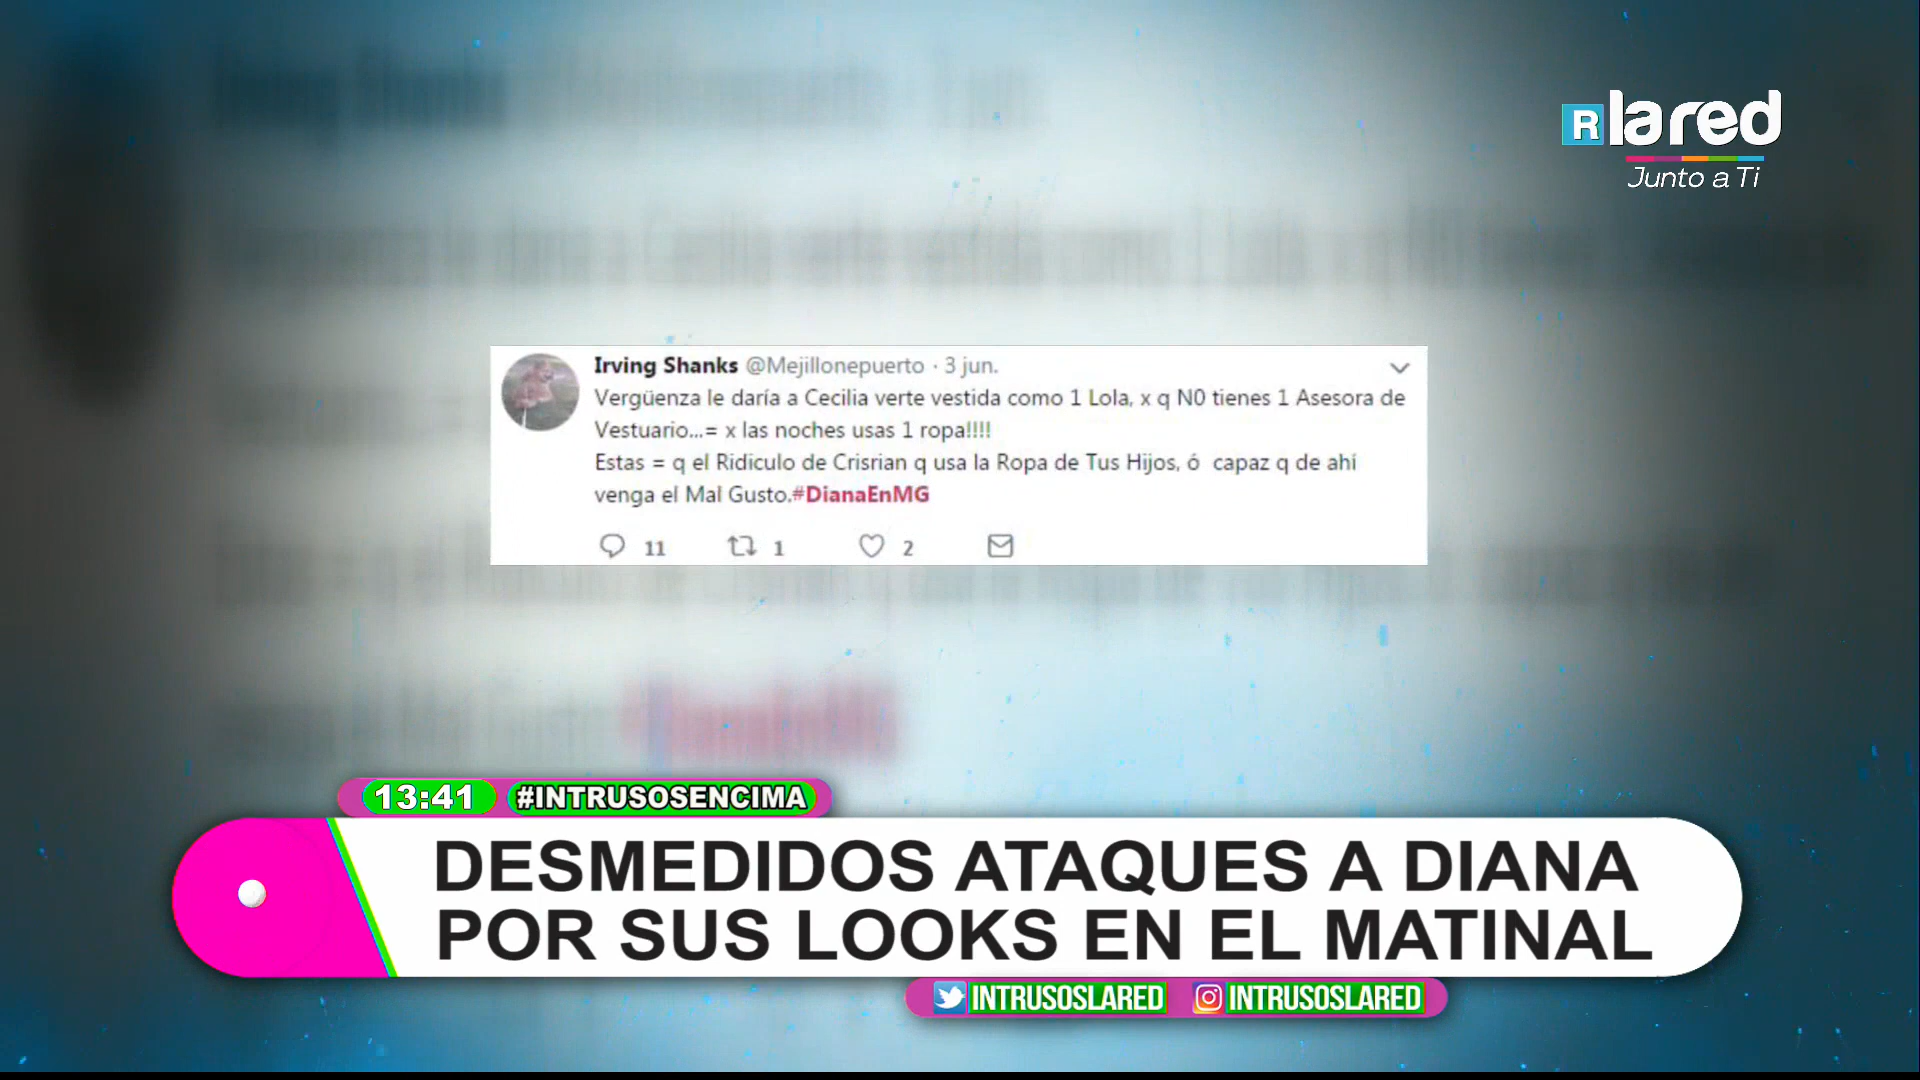 R lared
Junto a Ti
Irving Shanks @Mejillonepuerto · 3 jun.
Vergüenza le daría a Cecilia verte vestida como 1 Lola, x q N0 tienes 1 Asesora de
Vestuario...= x las noches usas 1 ropa!!!!
Estas = q el Ridiculo de Crisrian q usa la Ropa de Tus Hijos, ó capaz q de ahí
venga el Mal Gusto.#DianaEnMG
11 1 2
13:41 #INTRUSOSENCIMA
DESMEDIDOS ATAQUES A DIANA
POR SUS LOOKS EN EL MATINAL
INTRUSOSLARED INTRUSOSLARED